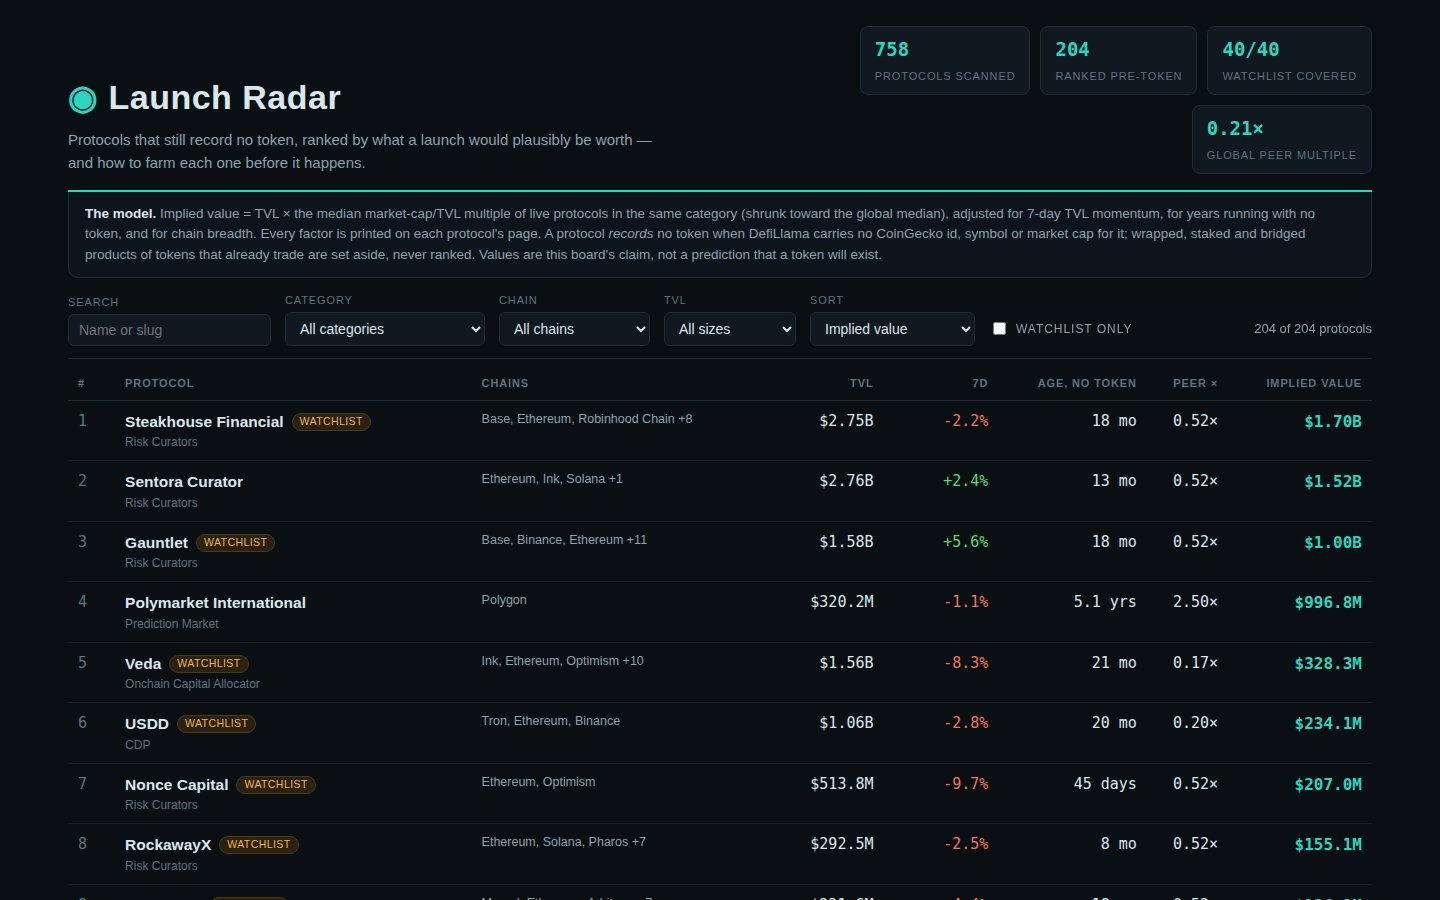 758
PROTOCOLS SCANNED
204
RANKED PRE-TOKEN
40/40
WATCHLIST COVERED
0.21×
GLOBAL PEER MULTIPLE
Launch Radar
Protocols that still record no token, ranked by what a launch would plausibly be worth —
and how to farm each one before it happens.
The model. Implied value = TVL × the median market-cap/TVL multiple of live protocols in the same category (shrunk toward the global median), adjusted for 7-day TVL momentum, for years running with no
token, and for chain breadth. Every factor is printed on each protocol's page. A protocol records no token when DefiLlama carries no CoinGecko id, symbol or market cap for it; wrapped, staked and bridged
products of tokens that already trade are set aside, never ranked. Values are this board's claim, not a prediction that a token will exist.
SEARCH CATEGORY CHAIN TVL SORT
Name or slug All categories All chains All sizes Implied value WATCHLIST ONLY 204 of 204 protocols
# PROTOCOL CHAINS TVL 7D AGE, NO TOKEN PEER × IMPLIED VALUE
1 Steakhouse Financial WATCHLIST Base, Ethereum, Robinhood Chain +8 $2.75B -2.2% 18 mo 0.52× $1.70B
Risk Curators
2 Sentora Curator Ethereum, Ink, Solana +1 $2.76B +2.4% 13 mo 0.52× $1.52B
Risk Curators
3 Gauntlet WATCHLIST Base, Binance, Ethereum +11 $1.58B +5.6% 18 mo 0.52× $1.00B
Risk Curators
4 Polymarket International Polygon $320.2M -1.1% 5.1 yrs 2.50× $996.8M
Prediction Market
5 Veda WATCHLIST Ink, Ethereum, Optimism +10 $1.56B -8.3% 21 mo 0.17× $328.3M
Onchain Capital Allocator
6 USDD WATCHLIST Tron, Ethereum, Binance $1.06B -2.8% 20 mo 0.20× $234.1M
CDP
7 Nonce Capital WATCHLIST Ethereum, Optimism $513.8M -9.7% 45 days 0.52× $207.0M
Risk Curators
8 RockawayX WATCHLIST Ethereum, Solana, Pharos +7 $292.5M -2.5% 8 mo 0.52× $155.1M
Risk Curators